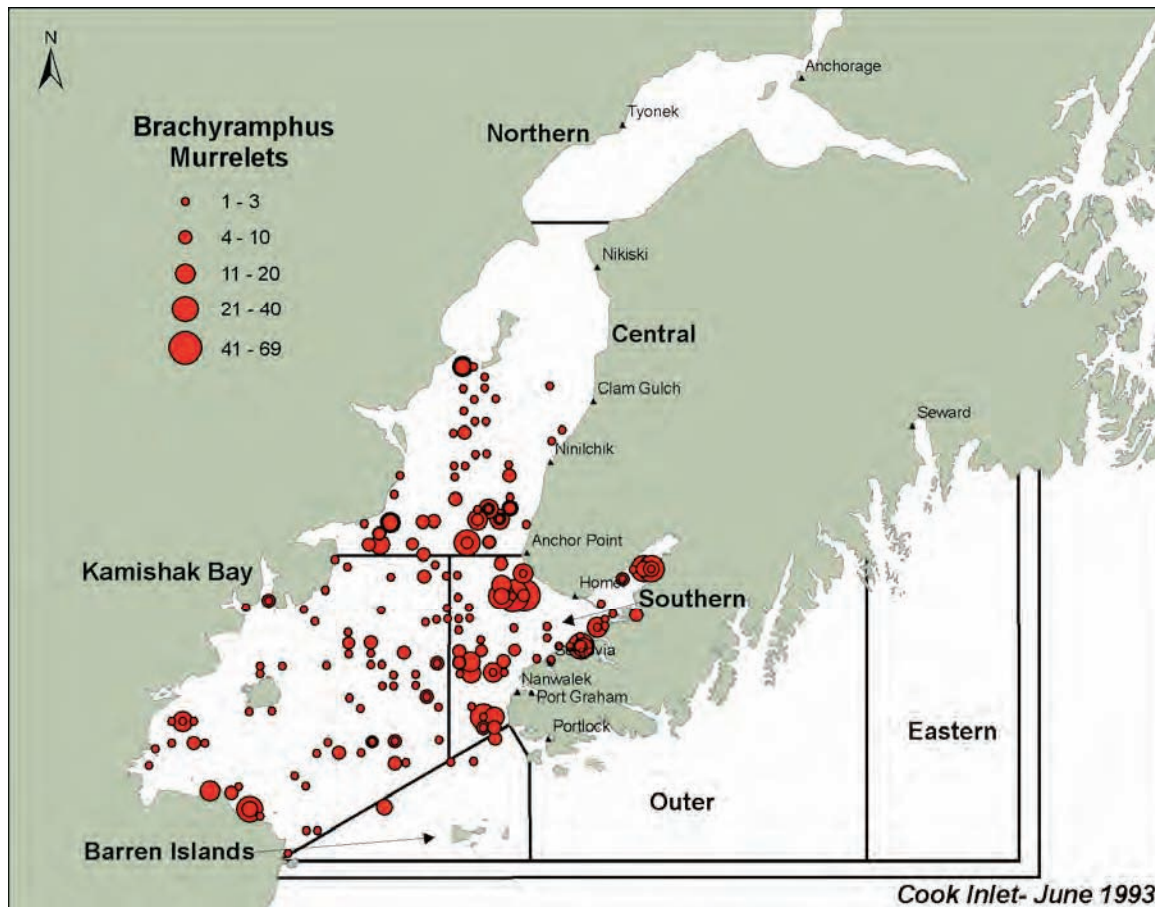 N
Brachyramphus
Murrelets
1 - 3
4 - 10
11 - 20
21 - 40
41 - 69
Anchorage
Tyonek
Northern
Nikiski
Central
Clam Gulch
Seward
Ninilchik
Anchor Point
Kamishak Bay
Homer
Southern
Nanwalek
Port Graham
Portlock
Eastern
Outer
Barren Islands
Cook Inlet- June 1993